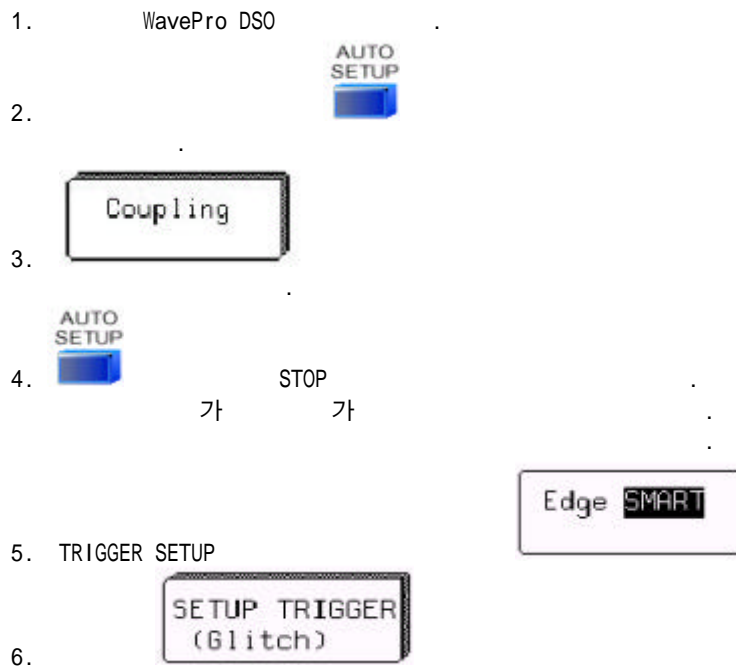 1. WavePro DSO .
AUTO
SETUP
2.
.
Coupling
3.
.
AUTO
SETUP
4. STOP .
가 가 .
.
Edge SMART
5. TRIGGER SETUP
SETUP TRIGGER
(Glitch)
6.